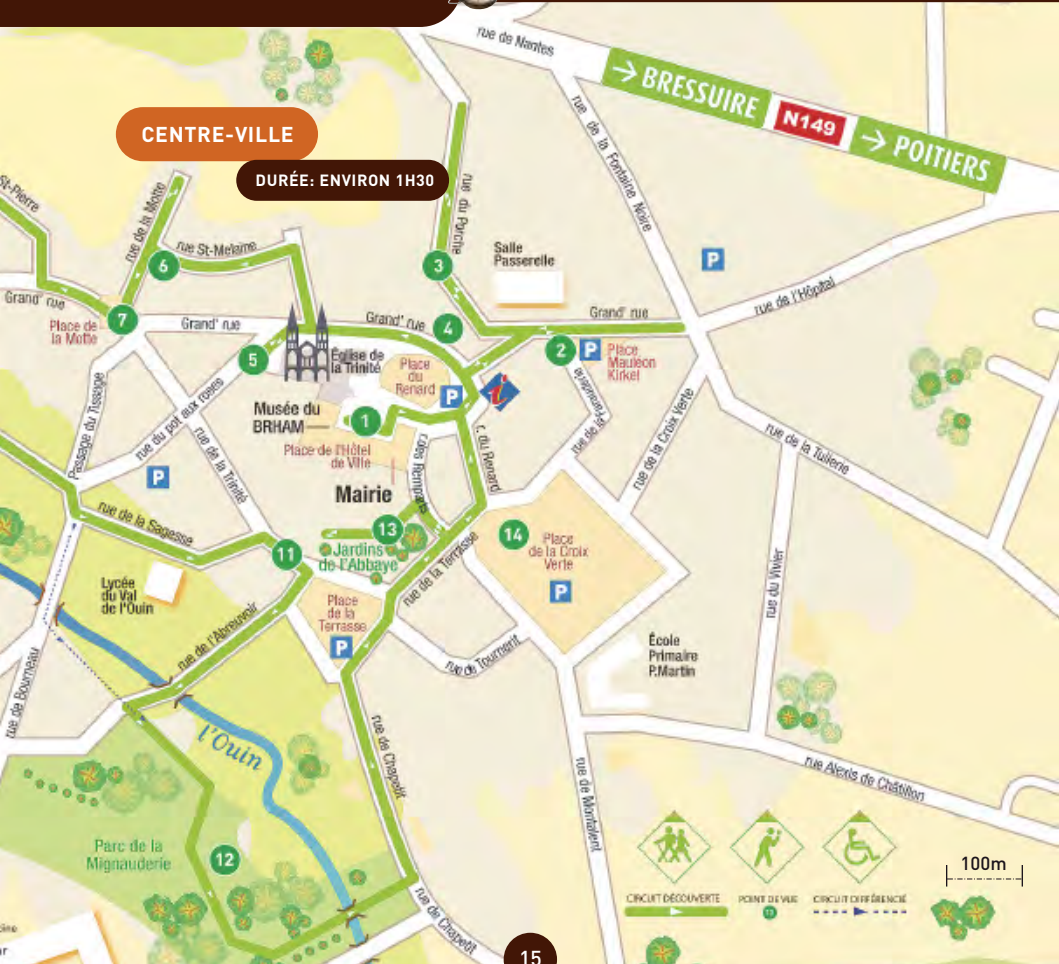 rue de Nantes
→ BRESSUIRE
N149
→ POITIERS
CENTRE-VILLE
DURÉE: ENVIRON 1H30
rue de la Fontaine Noire
St-Pierre
rue de la Motte
rue du Porche
6
rue St-Melaine
3
Salle
Passerelle
P
rue de l'Hôpital
Grand' rue
7
Place de
la Motte
Grand' rue
Grand' rue
4
Grand' rue
5
Église de
la Trinité
Place
du
Renard
P
i
2
P
Place
Mauléon
Kirkel
Musée du
BRHAM
1
Place de l'Hôtel
de Ville
Mairie
r. du Renard
rue de la
rue de la Croix Verte
rue de la Tuilerie
Passage du Tissage
rue du pot aux roses
rue de la Trinité
P
rue de la Sagesse
11
13
Jardins
de l'Abbaye
14
Place
de la Croix
Verte
P
rue de la Terrasse
Lycée
du Val
de l'Ouin
Place
de la
Terrasse
P
rue de l'Abreuvoir
rue de Tournerit
École
Primaire
P.Martin
rue du Vivier
rue de Bourneau
l'Ouin
rue de Chapetit
rue de Montalent
rue Alexis de Châtillon
Parc de la
Mignauderie
12
rue de Chapetit
CIRCUIT DÉCOUVERTE
POINT DE VUE
CIRCUIT DIFFÉRENCIÉ
100m
15